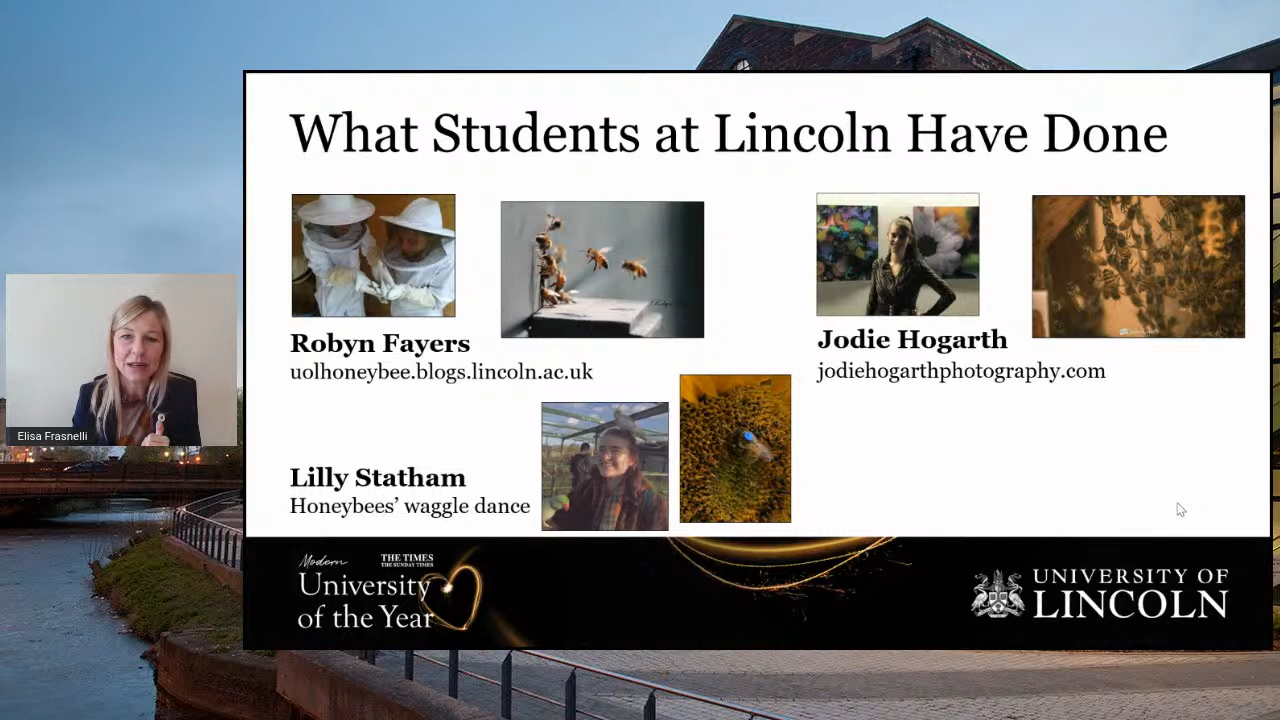 What Students at Lincoln Have Done
Robyn Fayers
uolhoneybee.blogs.lincoln.ac.uk
Jodie Hogarth
jodiehogarthphotography.com
Lilly Statham
Honeybees’ waggle dance
Elisa Frasnelli
Modern
THE TIMES
THE SUNDAY TIMES
University
of the Year
UNIVERSITY OF
LINCOLN